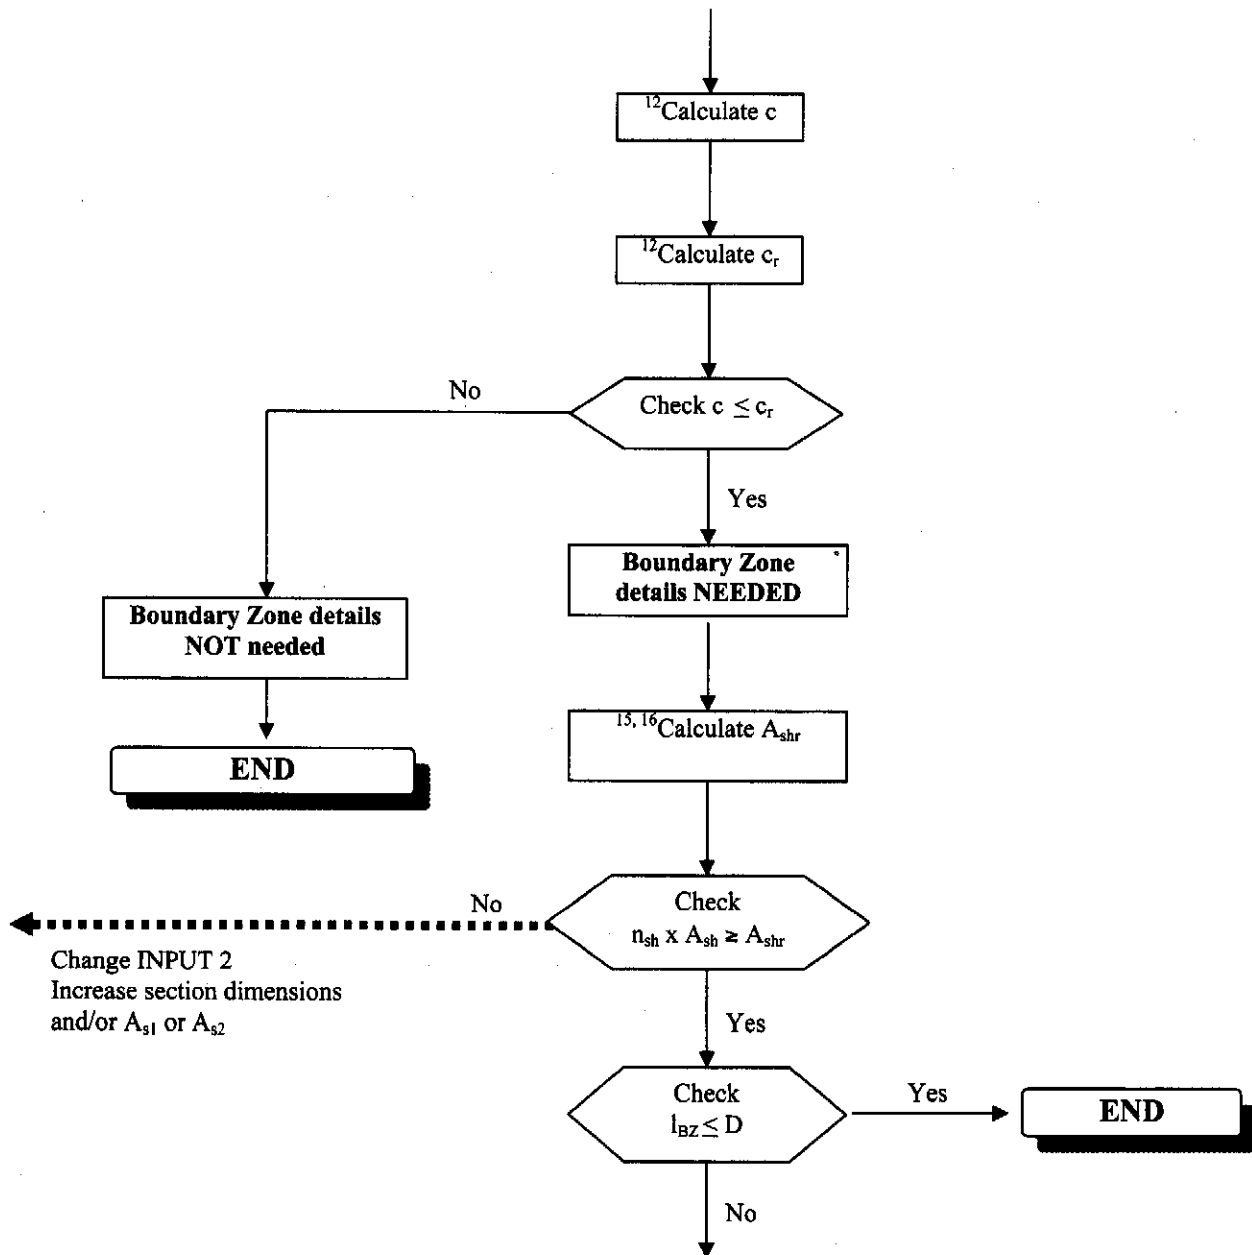 12Calculate c
12Calculate cr
No
Check c ≤ cr
Yes
Boundary Zone
details NEEDED
Boundary Zone details
NOT needed
15, 16Calculate Ashr
END
No
Check
nsh x Ash ≥ Ashr
Change INPUT 2
Increase section dimensions
and/or As1 or As2
Yes
Check
lBZ ≤ D
Yes
END
No